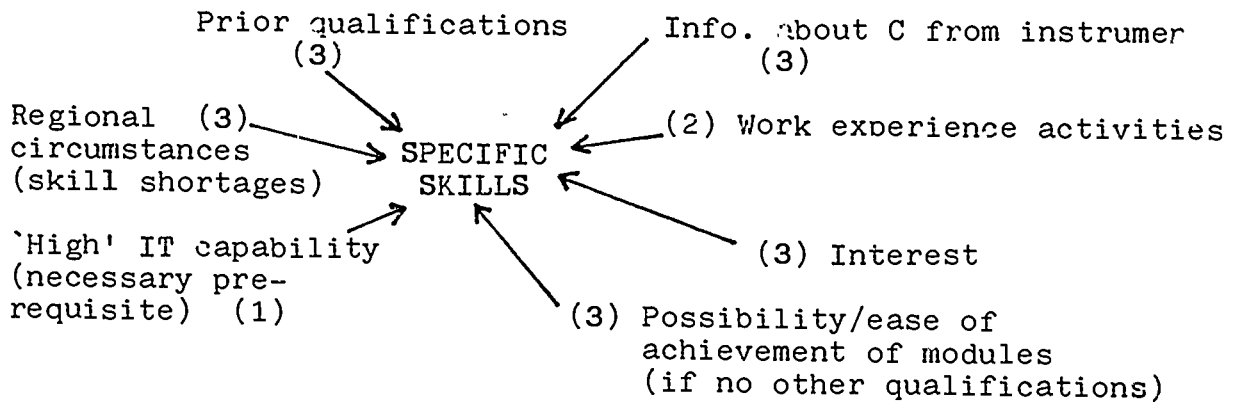 Prior qualifications
(3)
Info. about C from instrumer
(3)
Regional (3)
circumstances
(skill shortages)
(2) Work experience activities
SPECIFIC
SKILLS
`High' IT capability
(necessary pre-
requisite) (1)
(3) Interest
(3) Possibility/ease of
achievement of modules
(if no other qualifications)